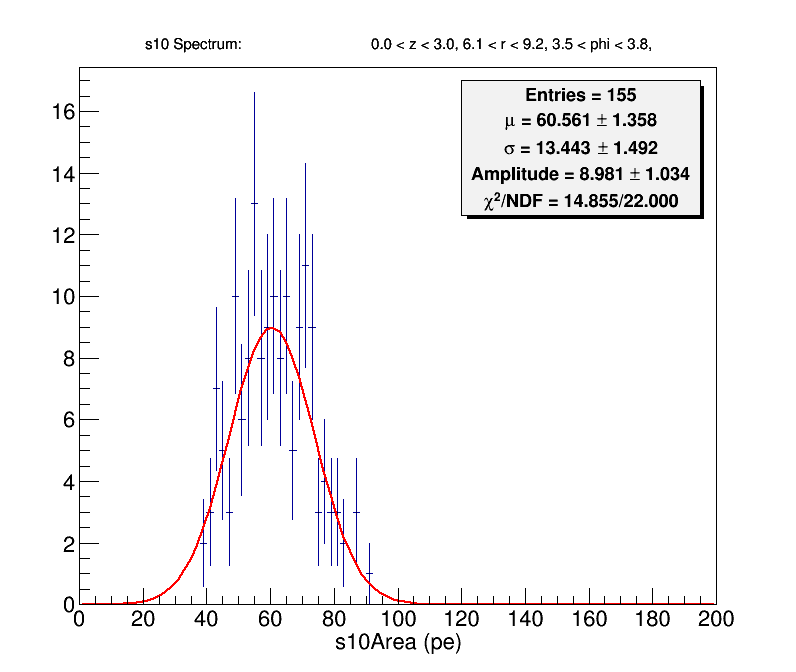 s10 Spectrum: 0.0 < z < 3.0, 6.1 < r < 9.2, 3.5 < phi < 3.8,
Entries = 155
μ = 60.561 ± 1.358
σ = 13.443 ± 1.492
Amplitude = 8.981 ± 1.034
χ²/NDF = 14.855/22.000
16
14
12
10
8
6
4
2
0
0 20 40 60 80 100 120 140 160 180 200
s10Area (pe)